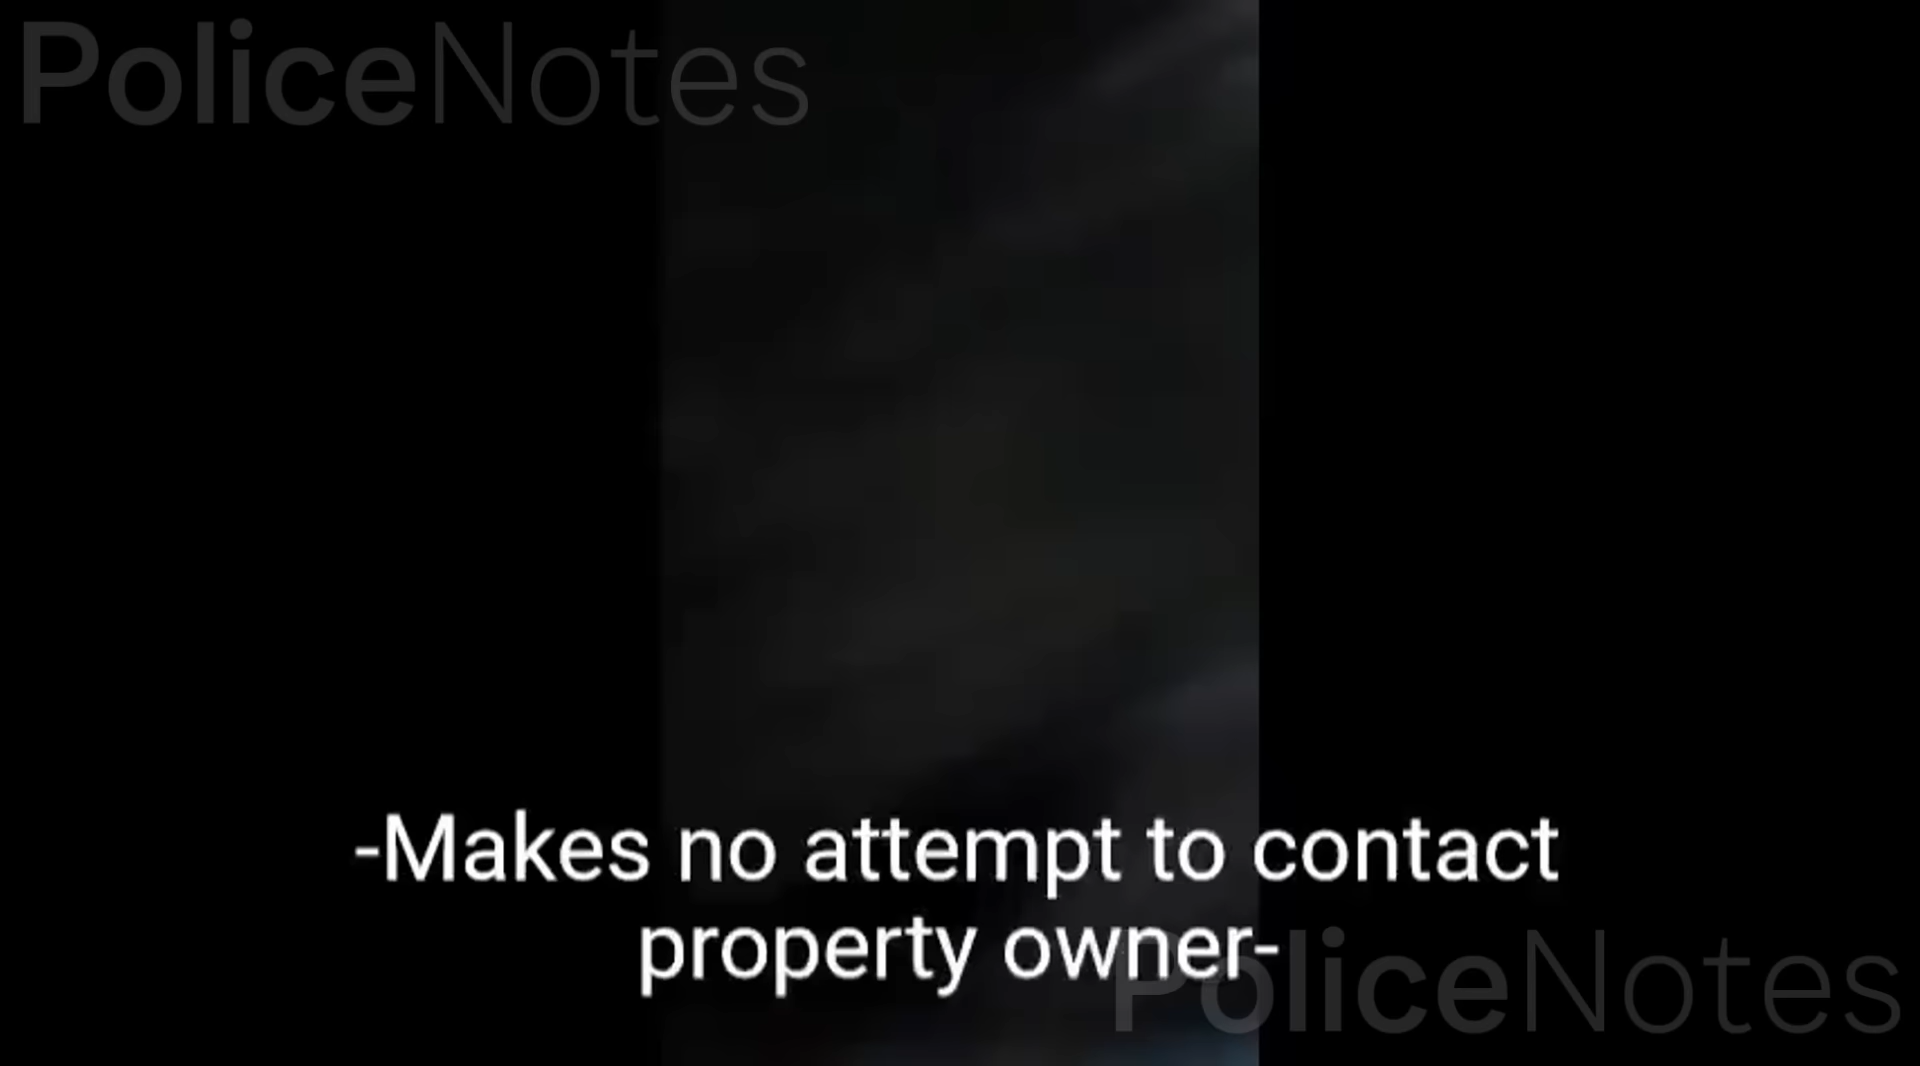 PoliceNotes
-Makes no attempt to contact
property owner-
PoliceNotes